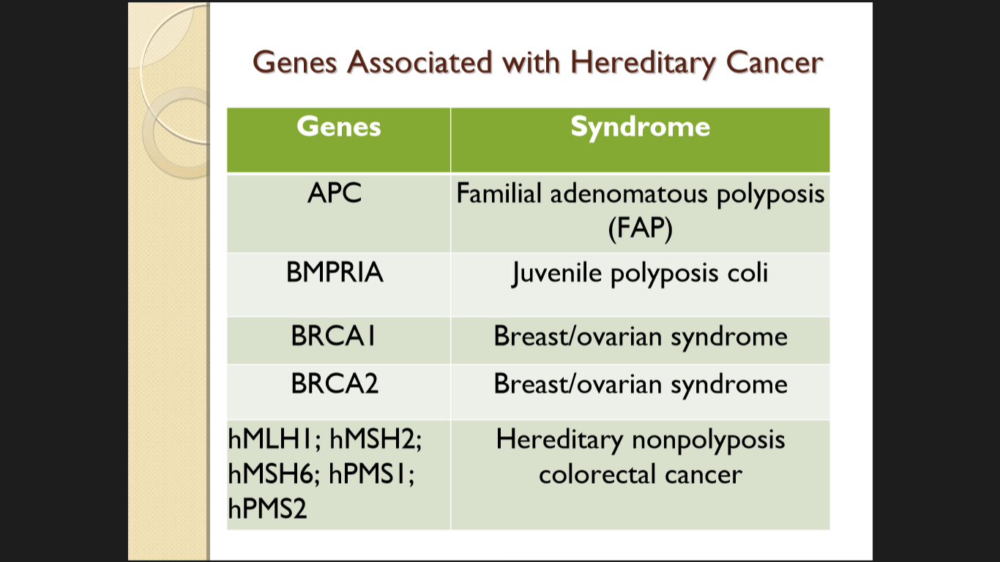 Genes Associated with Hereditary Cancer
Genes Syndrome
APC Familial adenomatous polyposis
(FAP)
BMPRIA Juvenile polyposis coli
BRCA1 Breast/ovarian syndrome
BRCA2 Breast/ovarian syndrome
hMLH1; hMSH2; Hereditary nonpolyposis
hMSH6; hPMS1; colorectal cancer
hPMS2